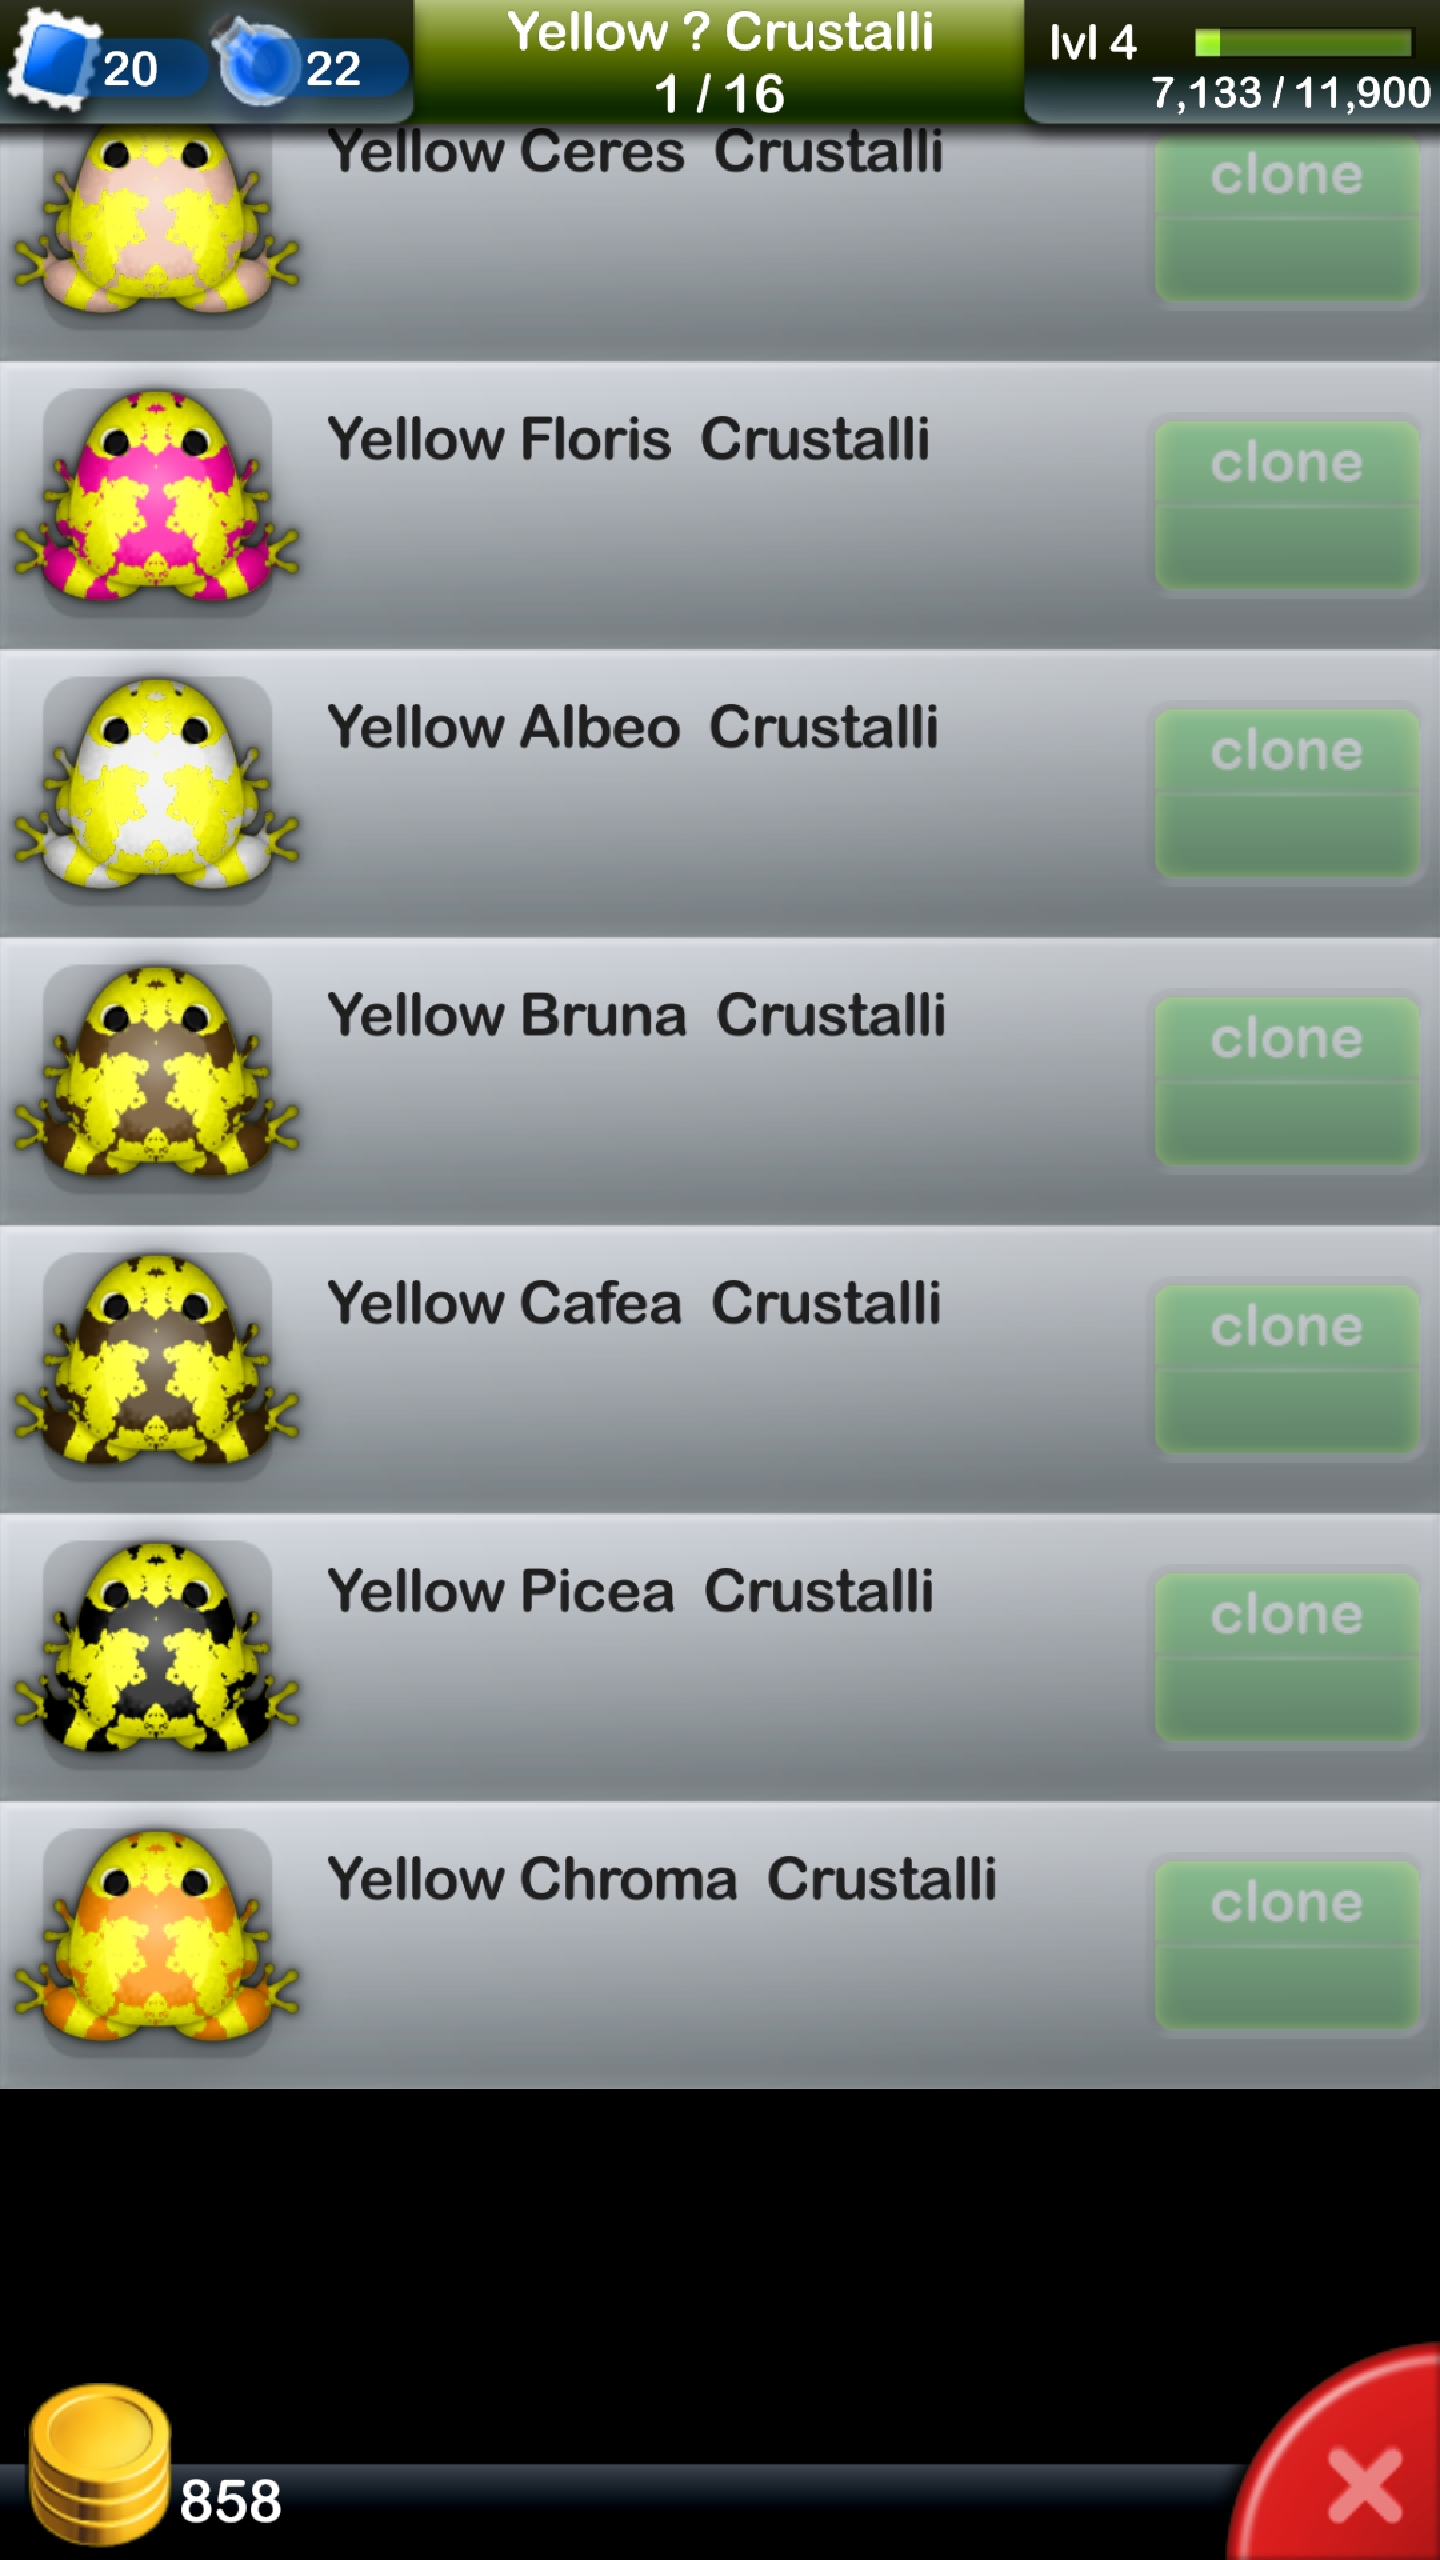 20
22
Yellow ? Crustalli
1 / 16
lvl 4
7,133 / 11,900
Yellow Ceres Crustalli
clone
Yellow Floris Crustalli
clone
Yellow Albeo Crustalli
clone
Yellow Bruna Crustalli
clone
Yellow Cafea Crustalli
clone
Yellow Picea Crustalli
clone
Yellow Chroma Crustalli
clone
858